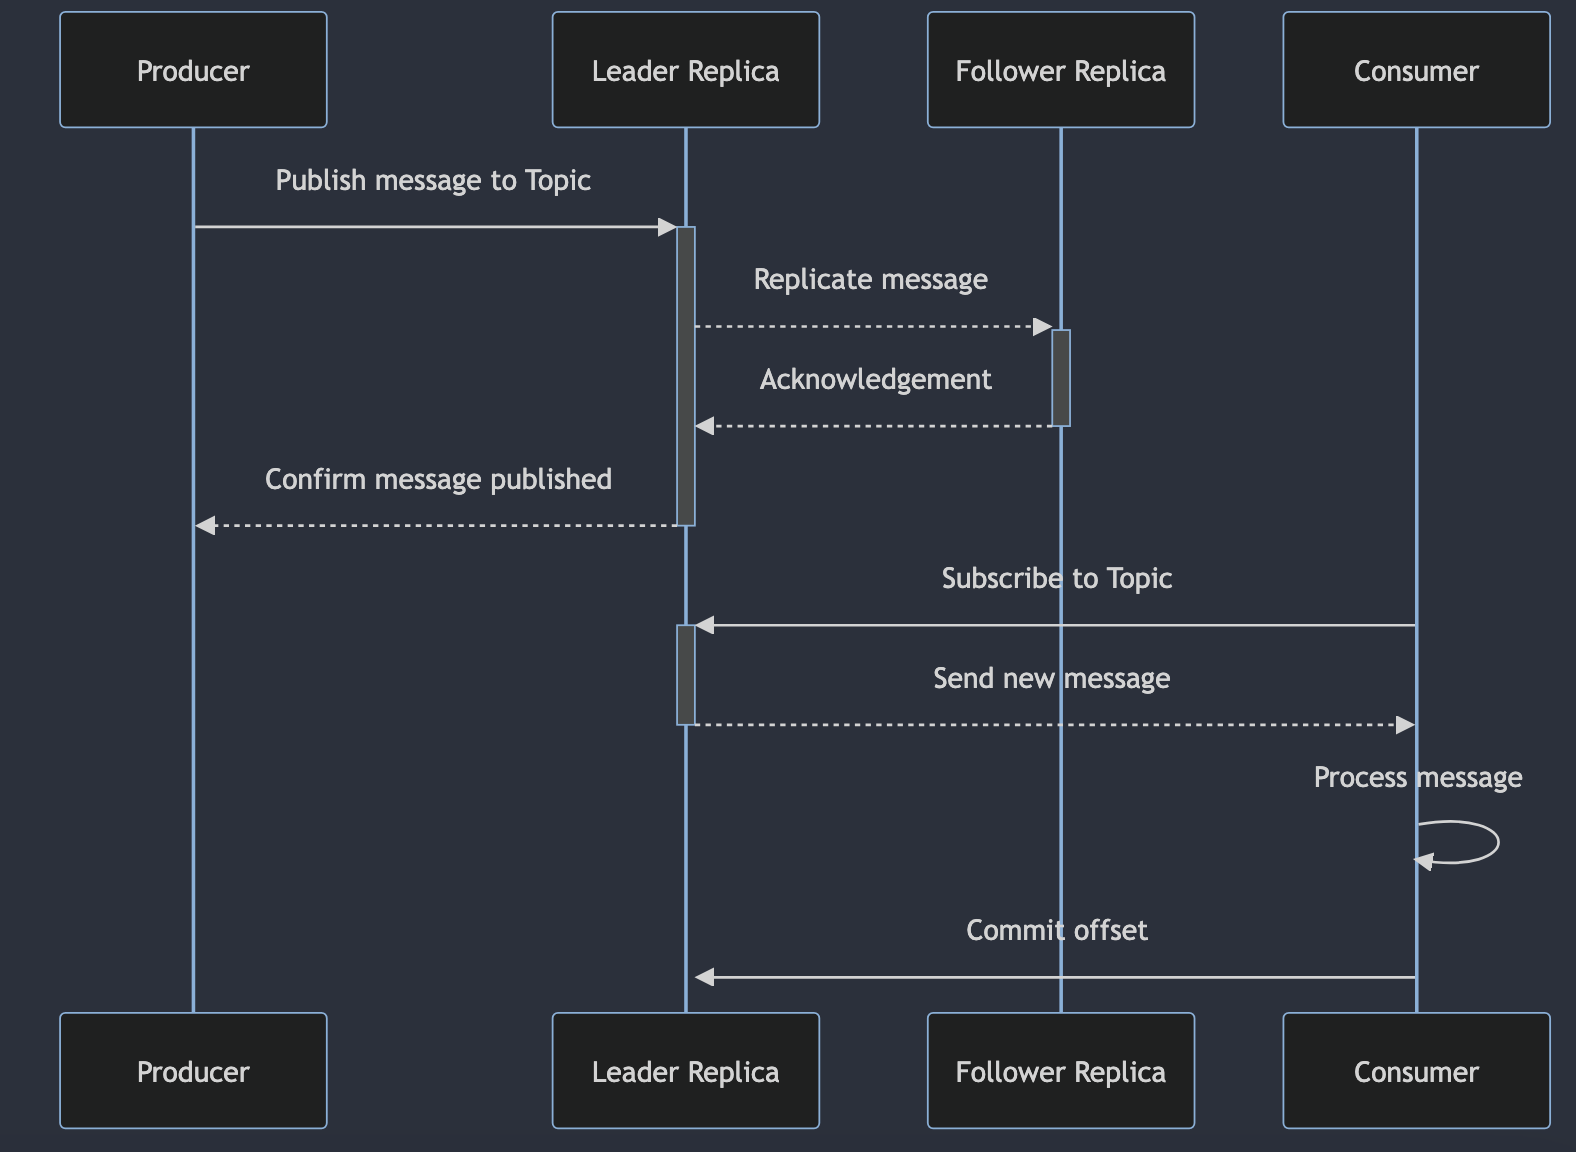 Producer
Leader Replica
Follower Replica
Consumer
Publish message to Topic
Replicate message
Acknowledgement
Confirm message published
Subscribe to Topic
Send new message
Process message
Commit offset
Producer
Leader Replica
Follower Replica
Consumer